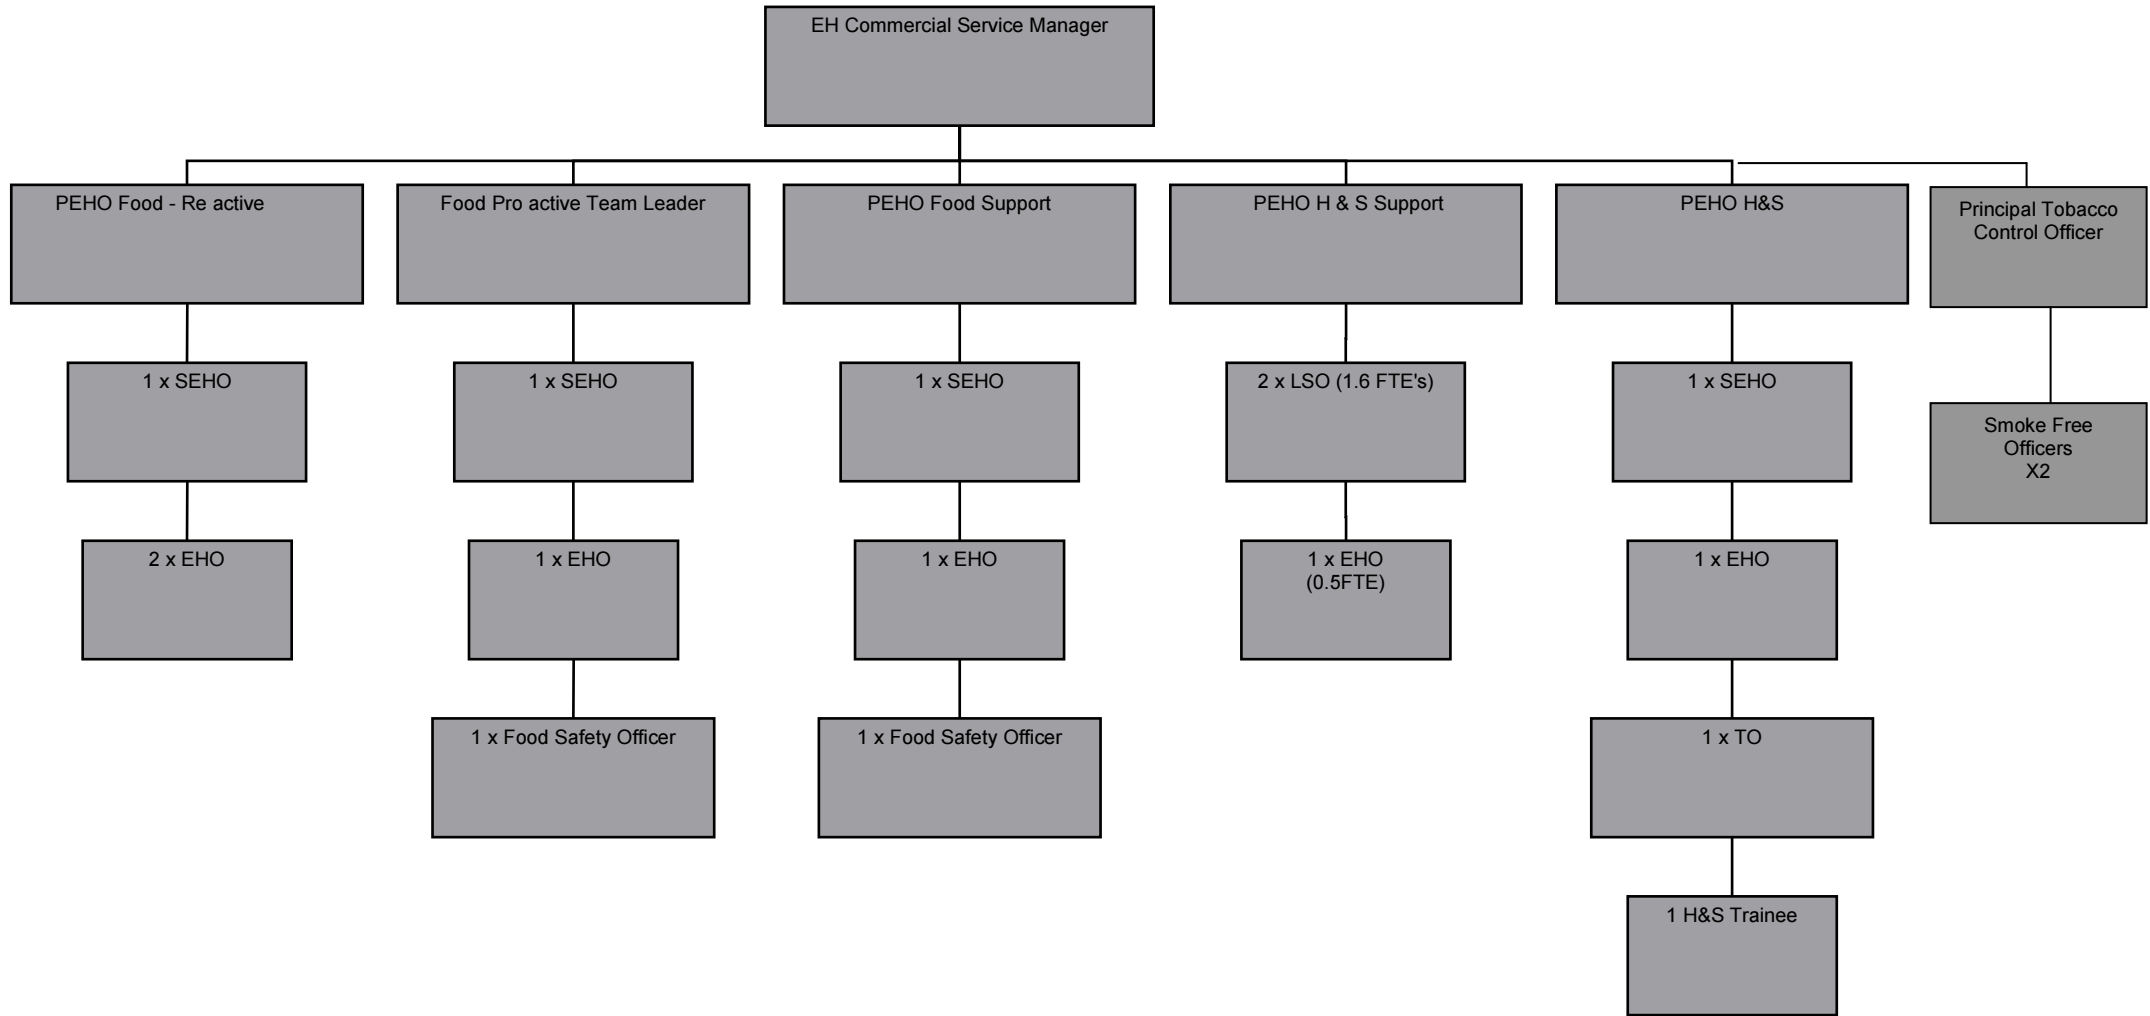 EH Commercial Service Manager
PEHO Food - Re active
Food Pro active Team Leader
PEHO Food Support
PEHO H & S Support
PEHO H&S
Principal Tobacco
Control Officer
1 x SEHO
1 x SEHO
1 x SEHO
2 x LSO (1.6 FTE's)
1 x SEHO
Smoke Free
Officers
X2
2 x EHO
1 x EHO
1 x EHO
1 x EHO
(0.5FTE)
1 x EHO
1 x Food Safety Officer
1 x Food Safety Officer
1 x TO
1 H&S Trainee